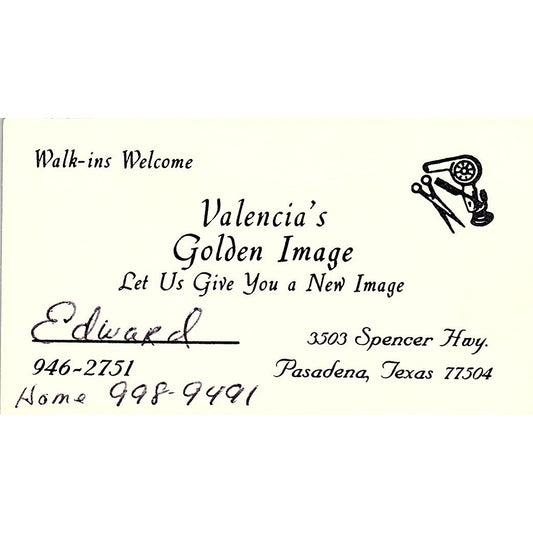 Walk-ins Welcome
Valencia's
Golden Image
Let Us Give You a New Image
Edward
946-2751
Home 998-9491
3503 Spencer Hwy.
Pasadena, Texas 77504